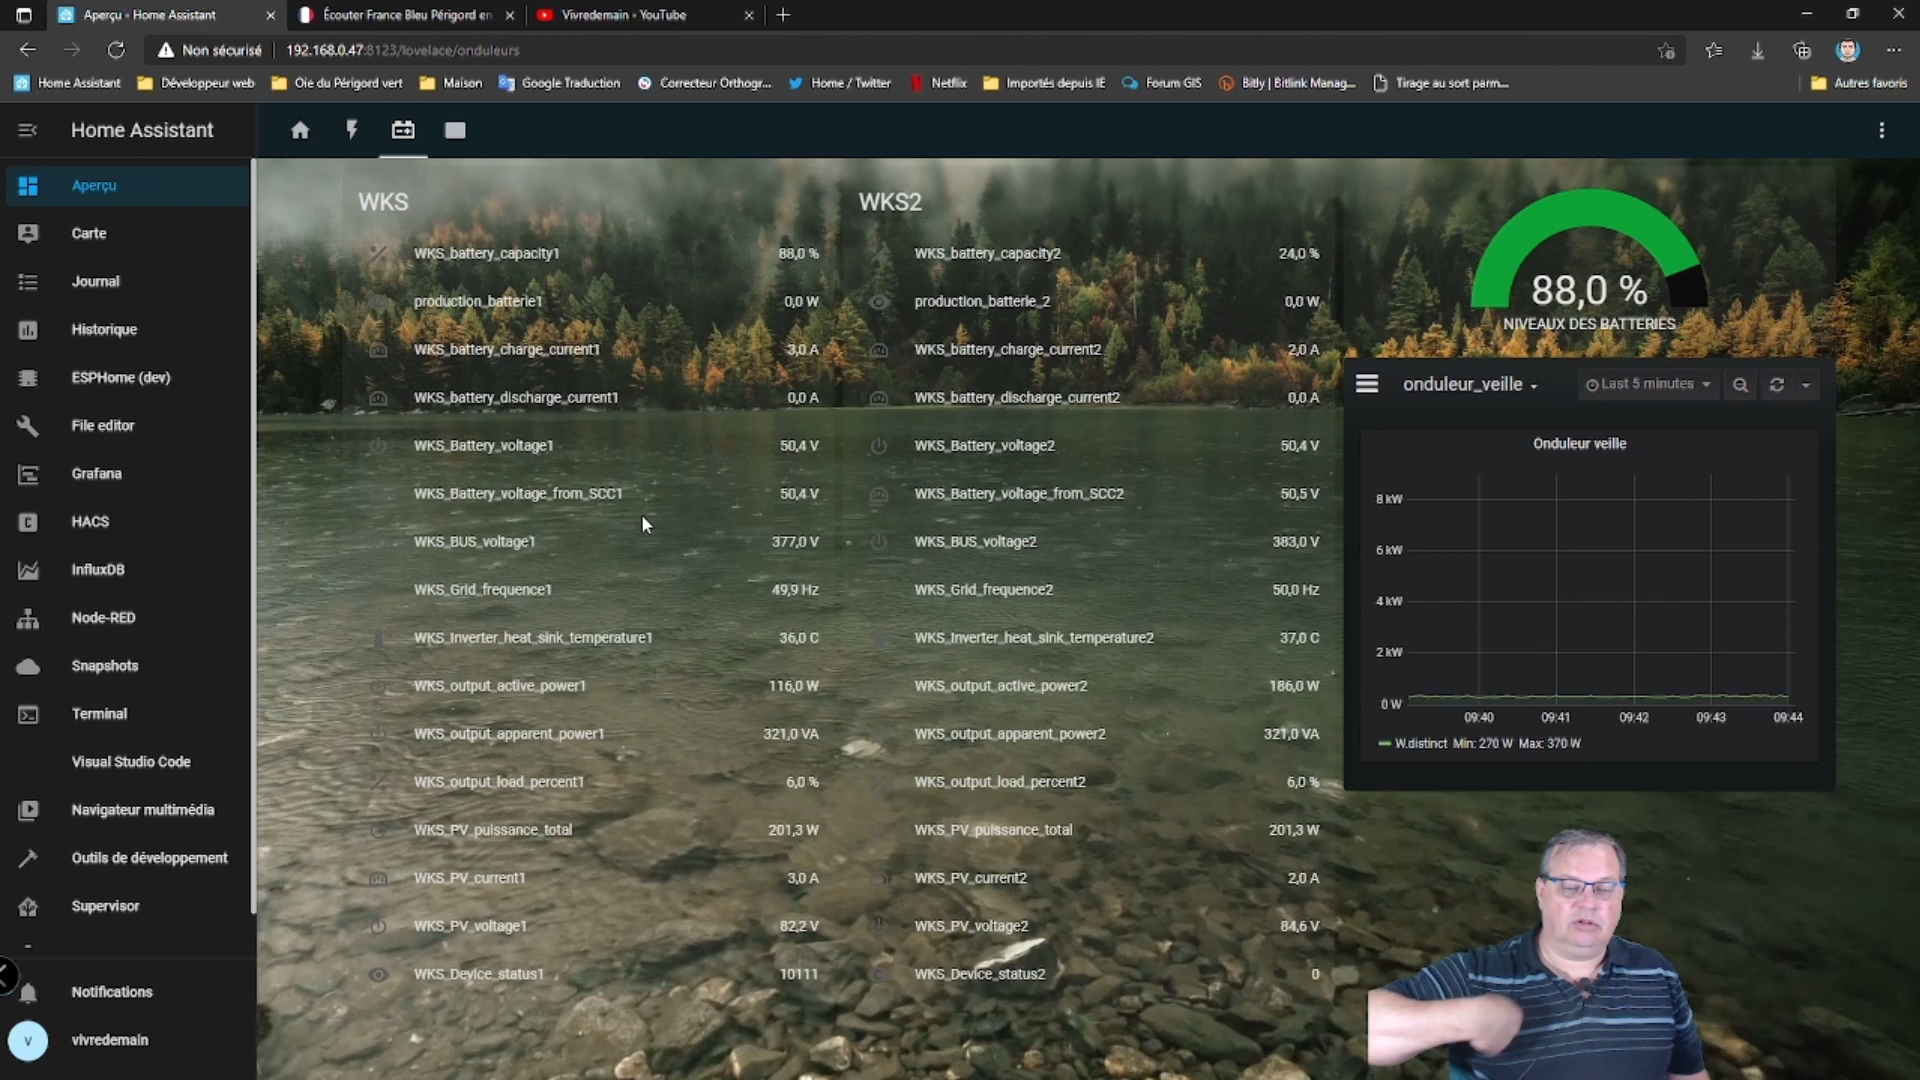 Aperçu - Home Assistant
Écouter France Bleu Périgord en
Vivredemain - YouTube
Non sécurisé
192.168.0.47:8123/lovelace/onduleurs
Home Assistant
Développeur web
Oie du Périgord vert
Maison
Google Traduction
Correcteur Orthogr...
Home / Twitter
Netflix
Importés depuis IE
Forum GIS
Bitly | Bitlink Manag...
Tirage au sort parm...
Autres favoris
Home Assistant
Aperçu
Carte
Journal
Historique
ESPHome (dev)
File editor
Grafana
HACS
InfluxDB
Node-RED
Snapshots
Terminal
Visual Studio Code
Navigateur multimédia
Outils de développement
Supervisor
Notifications
V
vivredemain
WKS
WKS_battery_capacity1 88,0 %
production_batterie1 0,0 W
WKS_battery_charge_current1 3,0 A
WKS_battery_discharge_current1 0,0 A
WKS_Battery_voltage1 50,4 V
WKS_Battery_voltage_from_SCC1 50,4 V
WKS_BUS_voltage1 377,0 V
WKS_Grid_frequence1 49,9 Hz
WKS_Inverter_heat_sink_temperature1 36,0 C
WKS_output_active_power1 116,0 W
WKS_output_apparent_power1 321,0 VA
WKS_output_load_percent1 6,0 %
WKS_PV_puissance_total 201,3 W
WKS_PV_current1 3,0 A
WKS_PV_voltage1 82,2 V
WKS_Device_status1 10111
WKS2
WKS_battery_capacity2 24,0 %
production_batterie_2 0,0 W
WKS_battery_charge_current2 2,0 A
WKS_battery_discharge_current2 0,0 A
WKS_Battery_voltage2 50,4 V
WKS_Battery_voltage_from_SCC2 50,5 V
WKS_BUS_voltage2 383,0 V
WKS_Grid_frequence2 50,0 Hz
WKS_Inverter_heat_sink_temperature2 37,0 C
WKS_output_active_power2 186,0 W
WKS_output_apparent_power2 321,0 VA
WKS_output_load_percent2 6,0 %
WKS_PV_puissance_total 201,3 W
WKS_PV_current2 2,0 A
WKS_PV_voltage2 84,6 V
WKS_Device_status2 0
88,0 %
NIVEAUX DES BATTERIES
onduleur_veille
Last 5 minutes
Onduleur veille
8 kW
6 kW
4 kW
2 kW
0 W
09:40 09:41 09:42 09:43 09:44
W.distinct Min: 270 W Max: 370 W